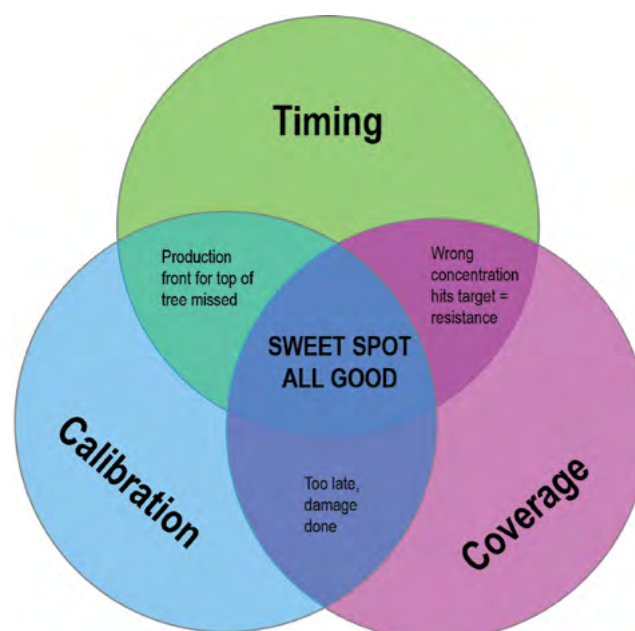 Timing
Production
front for top of
tree missed
Wrong
concentration
hits target =
resistance
SWEET SPOT
ALL GOOD
Calibration
Too late,
damage
done
Coverage